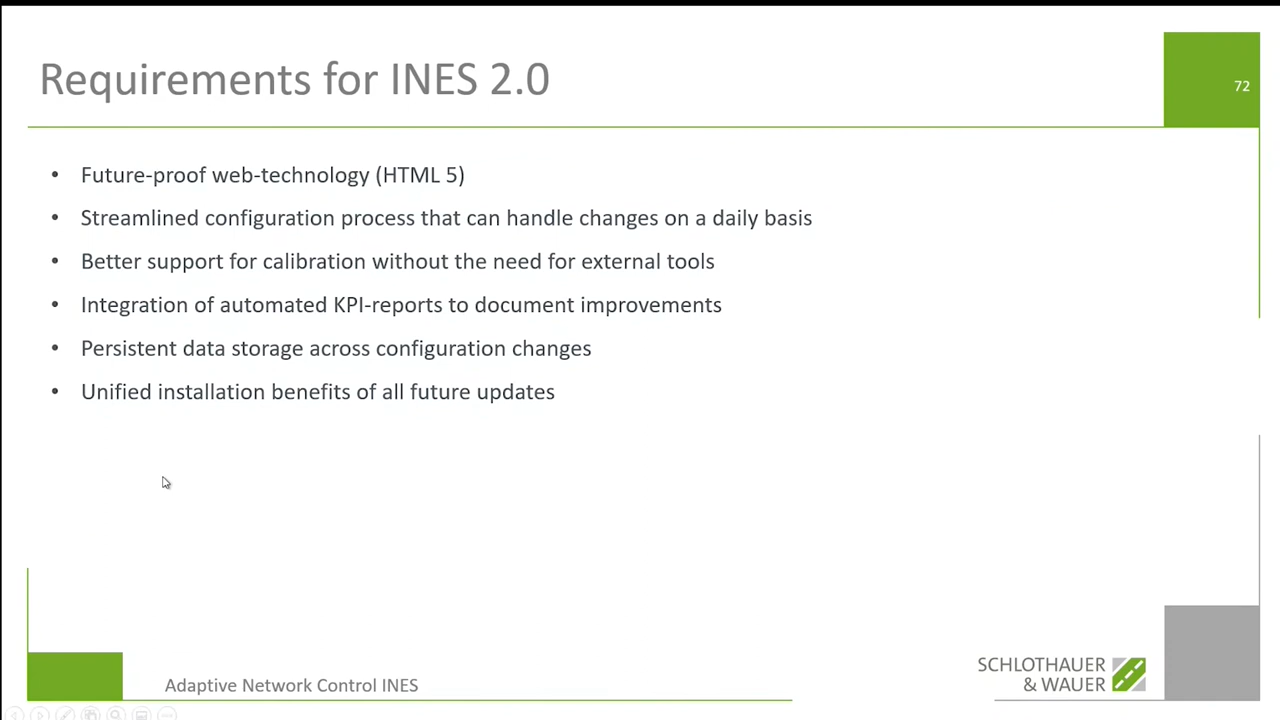 Requirements for INES 2.0
72
• Future-proof web-technology (HTML 5)
• Streamlined configuration process that can handle changes on a daily basis
• Better support for calibration without the need for external tools
• Integration of automated KPI-reports to document improvements
• Persistent data storage across configuration changes
• Unified installation benefits of all future updates
Adaptive Network Control INES
SCHLOTHAUER
& WAUER